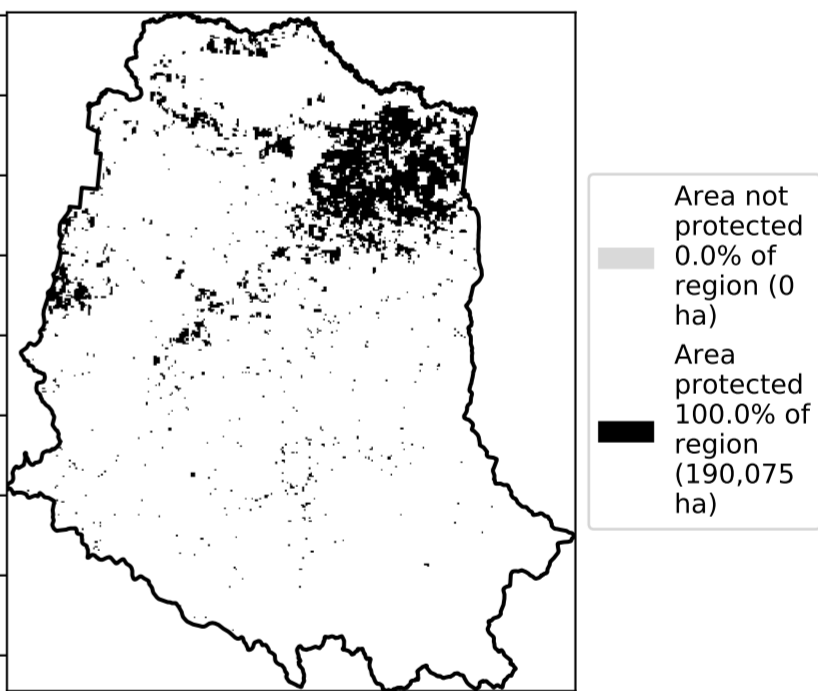 Area not
protected
0.0% of
region (0
ha)
Area
protected
100.0% of
region
(190,075
ha)